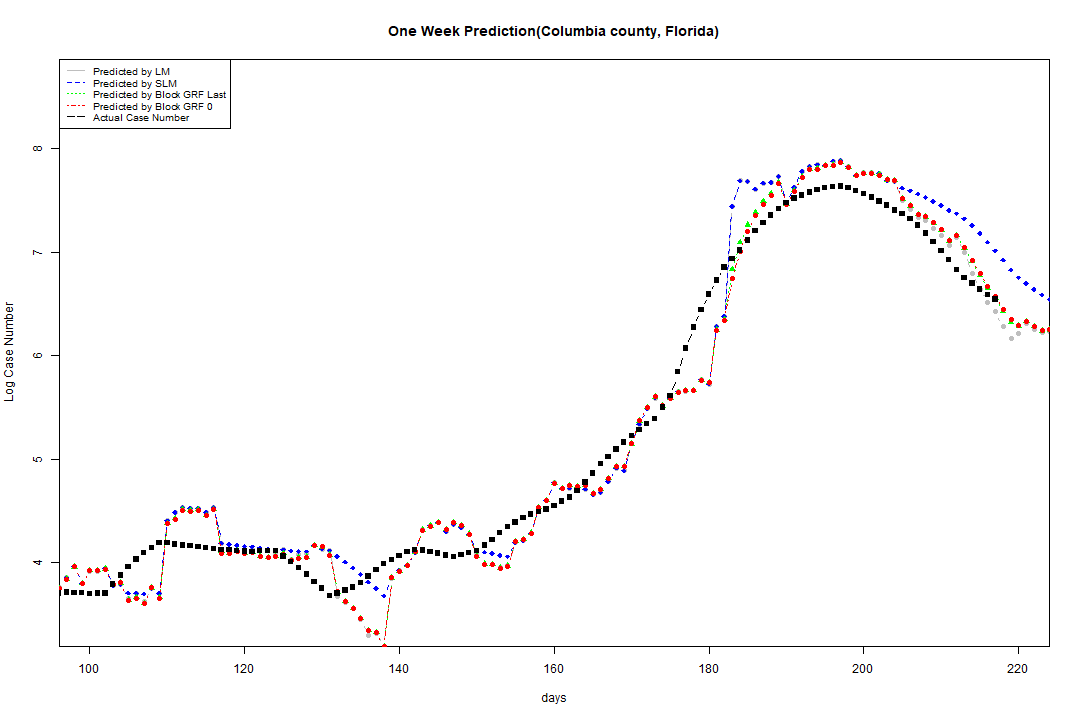 One Week Prediction(Columbia county, Florida)
Predicted by LM
Predicted by SLM
Predicted by Block GRF Last
Predicted by Block GRF 0
Actual Case Number
8
7
6
5
4
Log Case Number
100 120 140 160 180 200 220
days